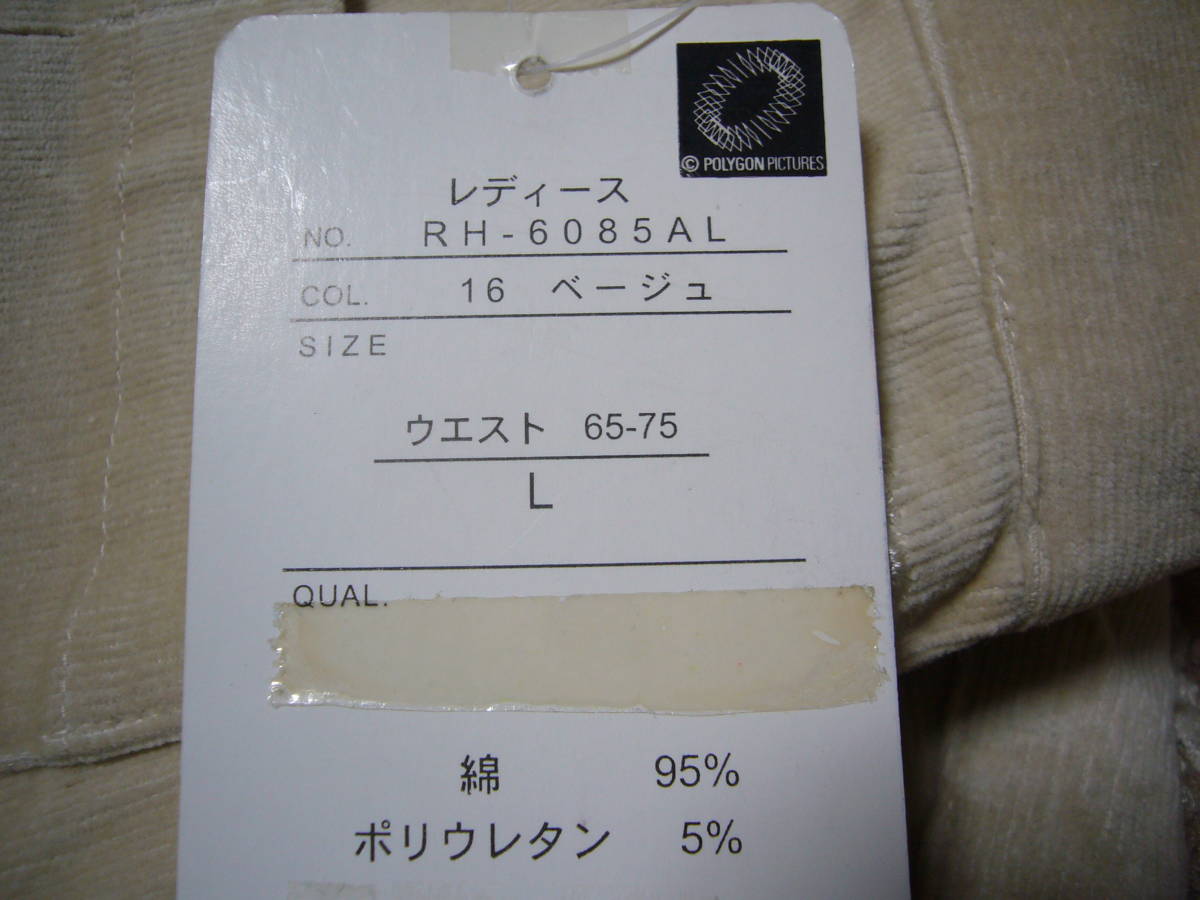 © POLYGON PICTURES
レディース
NO. RH-6085AL
COL. 16 ベージュ
SIZE
ウエスト 65-75
L
QUAL.
綿 95%
ポリウレタン 5%